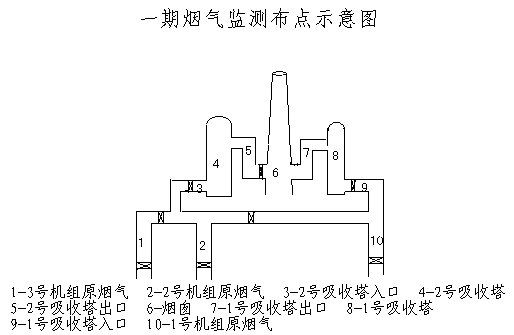 一期烟气监测布点示意图
5
7
4
8
6
3
9
1
2
10
1-3号机组原烟气 2-2号机组原烟气 3-2号吸收塔入口 4-2号吸收塔
5-2号吸收塔出口 6-烟囱 7-1号吸收塔出口 8-1号吸收塔
9-1号吸收塔入口 10-1号机组原烟气